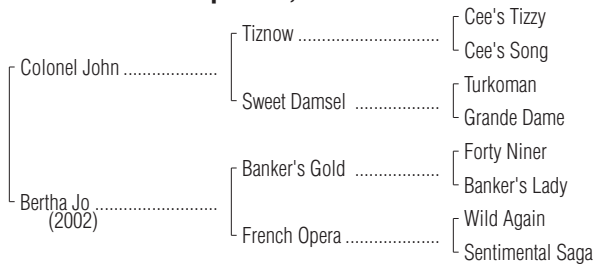 Cee's Tizzy
Tiznow ........................................
Cee's Song
Colonel John ..........................
Turkoman
Sweet Damsel ........................
Grande Dame
Forty Niner
Banker's Gold ........................
Banker's Lady
Bertha Jo ..................................
(2002)
Wild Again
French Opera ..........................
Sentimental Saga